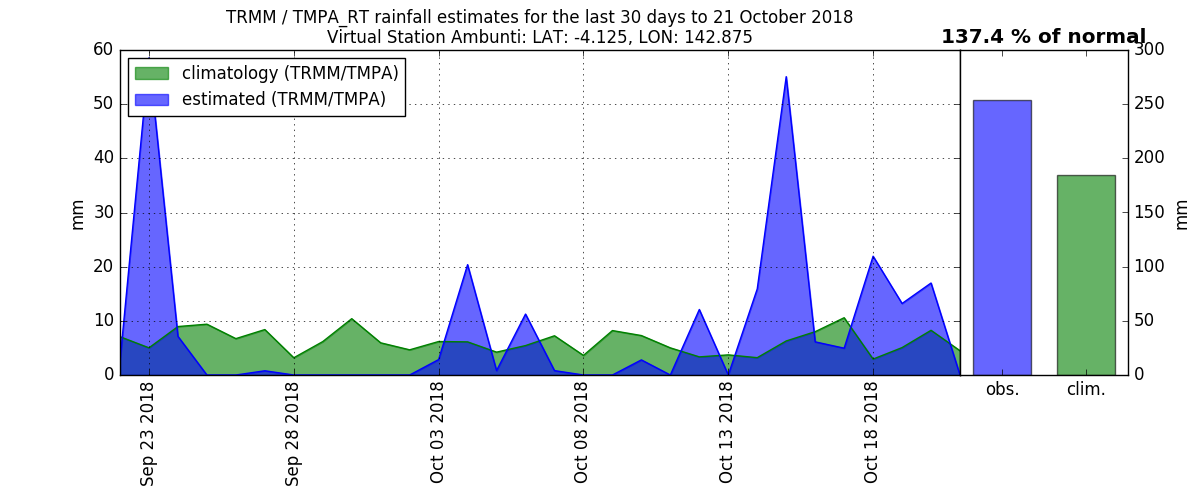 TRMM / TMPA_RT rainfall estimates for the last 30 days to 21 October 2018
Virtual Station Ambunti: LAT: -4.125, LON: 142.875
137.4 % of normal
climatology (TRMM/TMPA)
estimated (TRMM/TMPA)
60
50
40
30
20
10
0
mm
300
250
200
150
100
50
0
mm
Sep 23 2018
Sep 28 2018
Oct 03 2018
Oct 08 2018
Oct 13 2018
Oct 18 2018
obs.
clim.